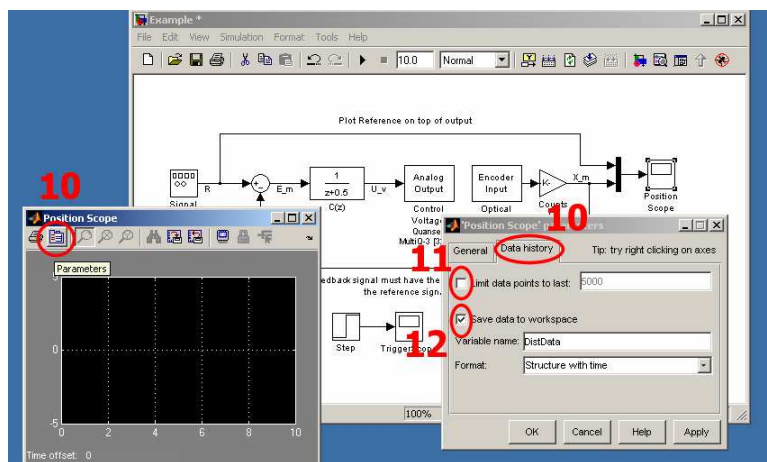 Example *
File Edit View Simulation Format Tools Help
10.0 Normal
Plot Reference on top of output
R
E_m
1
z+0.5
C(z)
U_v
Analog
Output
Control
Voltage
Quanser
MultiQ-3 [3
Encoder
Input
Optical
K-
Counts
X_m
Position
Scope
Signal
10
Position Scope
Parameters
5
0
-5
0 2 4 6 8 10
Time offset: 0
edback signal must have the
the reference sign.
Step
Trigger
100%
'Position Scope' parameters
10
General Data history Tip: try right clicking on axes
11
Limit data points to last: 5000
Save data to workspace
12
Variable name: DistData
Format: Structure with time
OK Cancel Help Apply